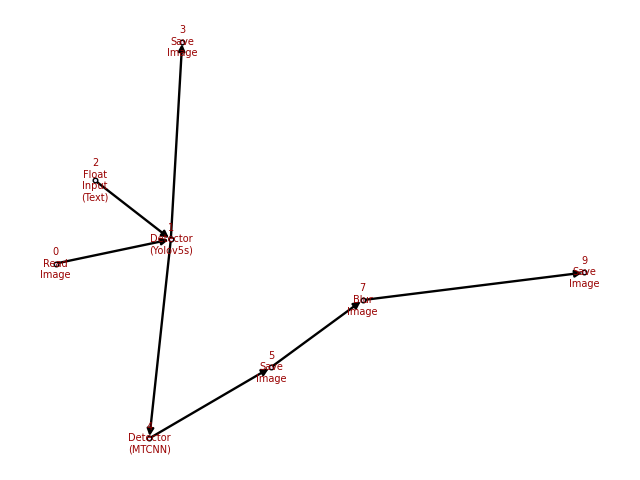 3
Save
Image
2
Float
Input
(Text)
1
Detector
(Yolov5s)
0
Read
Image
9
Save
Image
7
Blur
Image
5
Save
Image
4
Detector
(MTCNN)